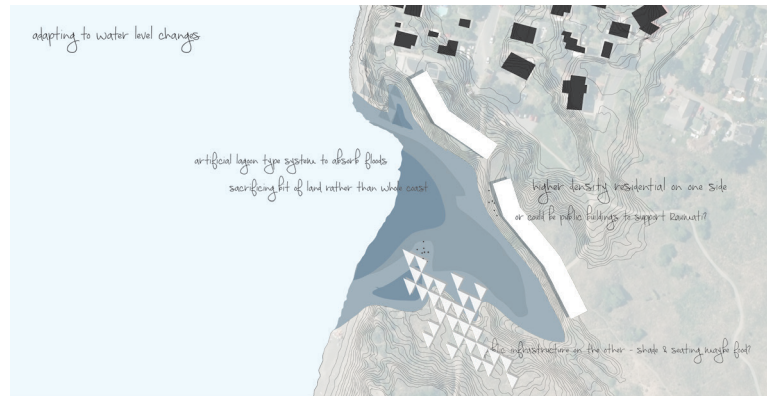 adapting to water level changes
artificial lagoon type system to absorb floods
sacrificing bit of land rather than whole coast
higher density residential on one side
or could be public buildings to support Raumati?
infrastructure on the other - shade & seating maybe food?